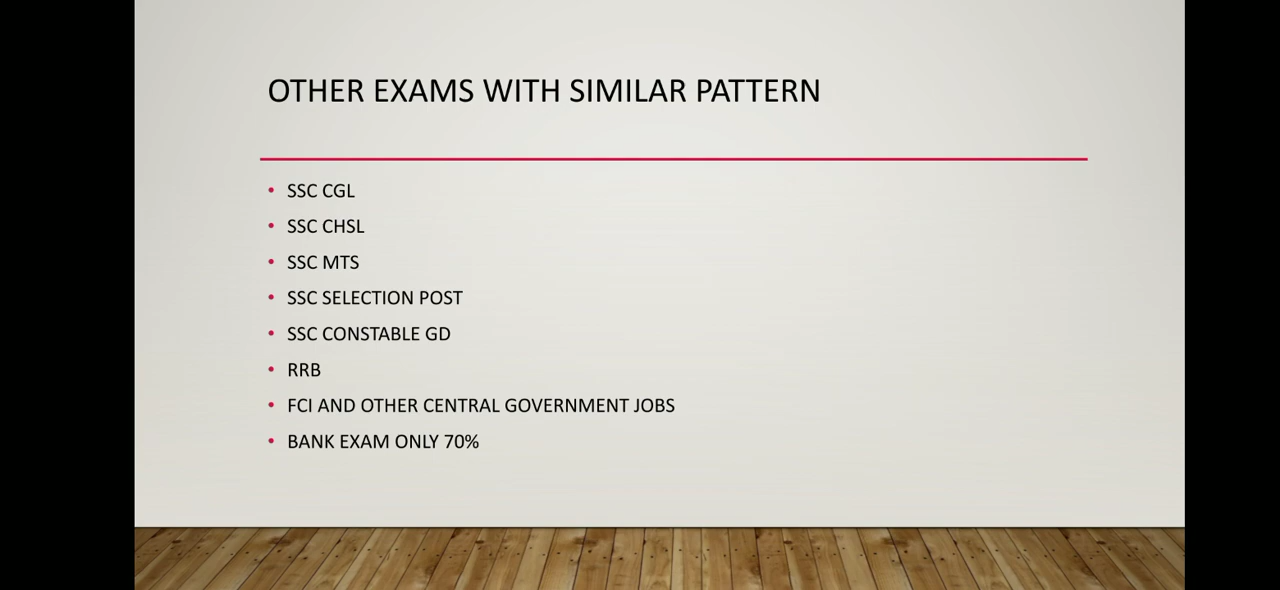 OTHER EXAMS WITH SIMILAR PATTERN
• SSC CGL
• SSC CHSL
• SSC MTS
• SSC SELECTION POST
• SSC CONSTABLE GD
• RRB
• FCI AND OTHER CENTRAL GOVERNMENT JOBS
• BANK EXAM ONLY 70%